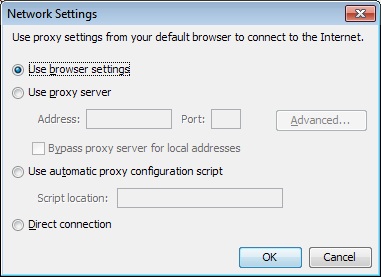 Network Settings
Use proxy settings from your default browser to connect to the Internet.
Use browser settings
Use proxy server
Address: Port: Advanced...
Bypass proxy server for local addresses
Use automatic proxy configuration script
Script location:
Direct connection
OK Cancel